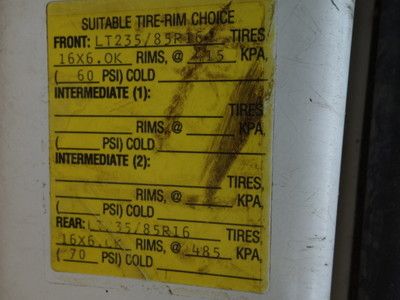 SUITABLE TIRE-RIM CHOICE
FRONT: LT235/85R16 TIRES
16X6.0K RIMS, @ 415 KPA,
( 60 PSI) COLD
INTERMEDIATE (1):
TIRES,
RIMS, @ KPA,
( PSI) COLD
INTERMEDIATE (2):
TIRES,
RIMS, @ KPA,
( PSI) COLD
REAR: LT235/85R16 TIRES
16X6.0K RIMS, @ 485 KPA,
( 70 PSI) COLD